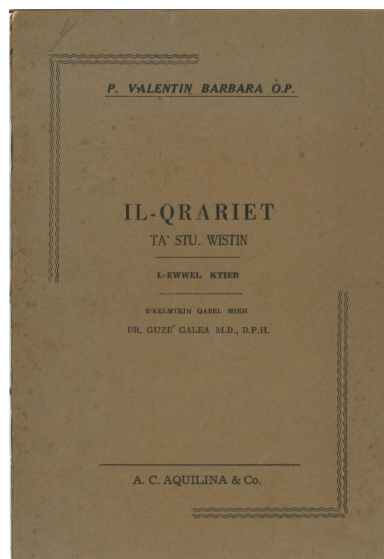 P. VALENTIN BARBARA O.P.
IL-QRARIET
TA' STU. WISTIN
L-EWWEL KTIEB
B'KELMTEJN QABEL MINN
DR. GUZE' GALEA M.D., D.P.H.
A. C. AQUILINA & Co.